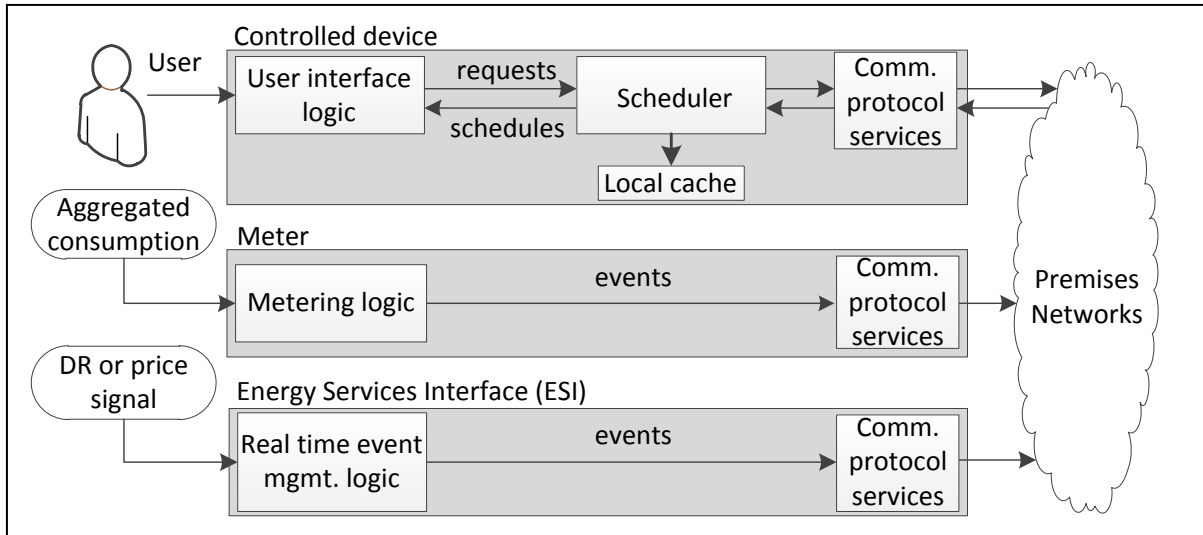 Controlled device
User
User interface
logic
requests
schedules
Scheduler
Local cache
Comm.
protocol
services
Aggregated
consumption
Meter
Metering logic
events
Comm.
protocol
services
Premises
Networks
DR or price
signal
Energy Services Interface (ESI)
Real time event
mgmt. logic
events
Comm.
protocol
services